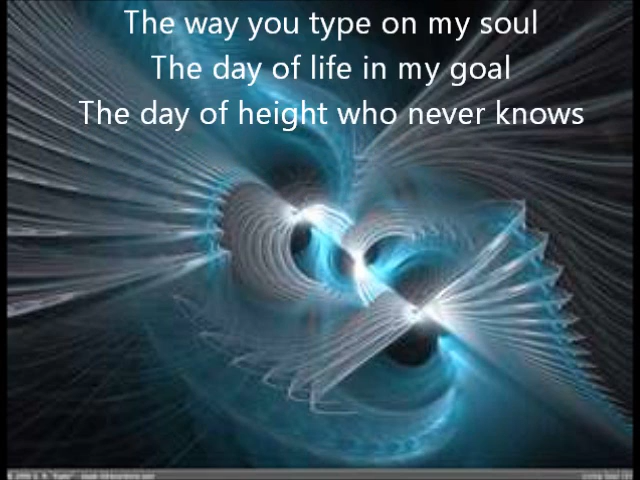 The way you type on my soul
The day of life in my goal
The day of height who never knows